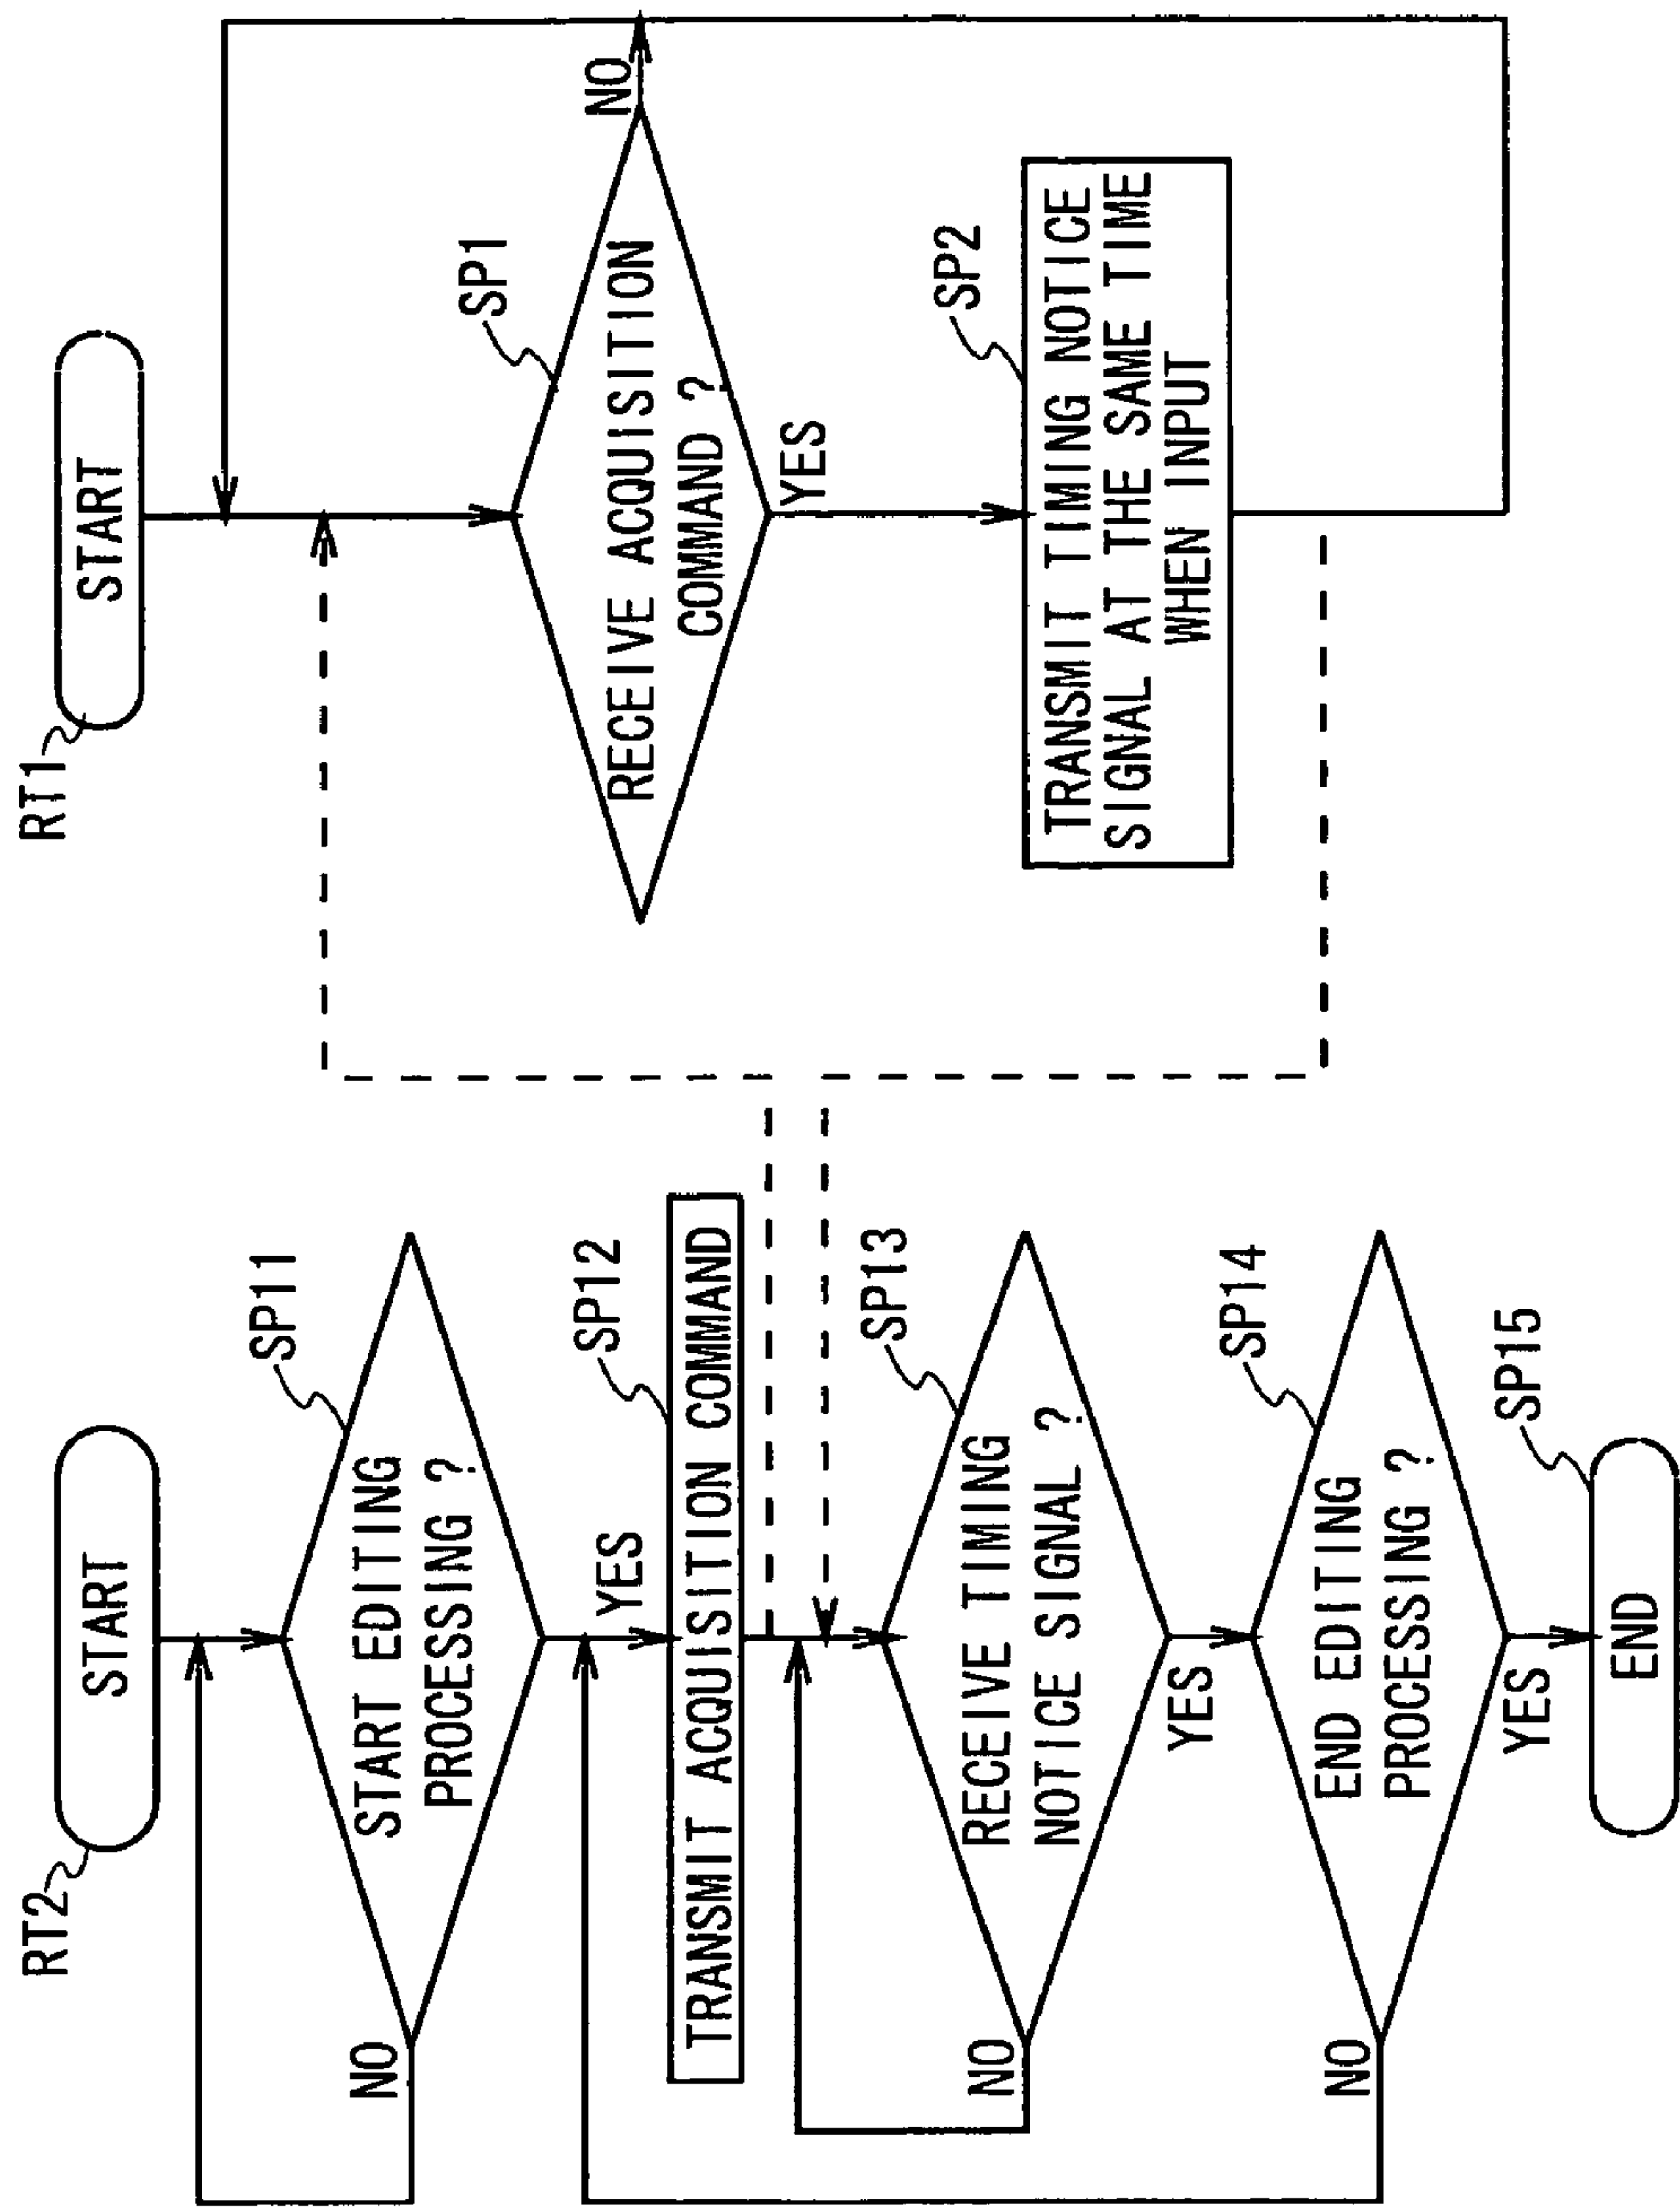 RT2
START
SP11
START EDITING
PROCESSING ?
NO
YES
SP12
TRANSMIT ACQUISITION COMMAND
SP13
RECEIVE TIMING
NOTICE SIGNAL ?
NO
YES
SP14
END EDITING
PROCESSING ?
NO
YES
SP15
END
RT1
START
SP1
RECEIVE ACQUISITION
COMMAND ?
NO
YES
SP2
TRANSMIT TIMING NOTICE
SIGNAL AT THE SAME TIME
WHEN INPUT